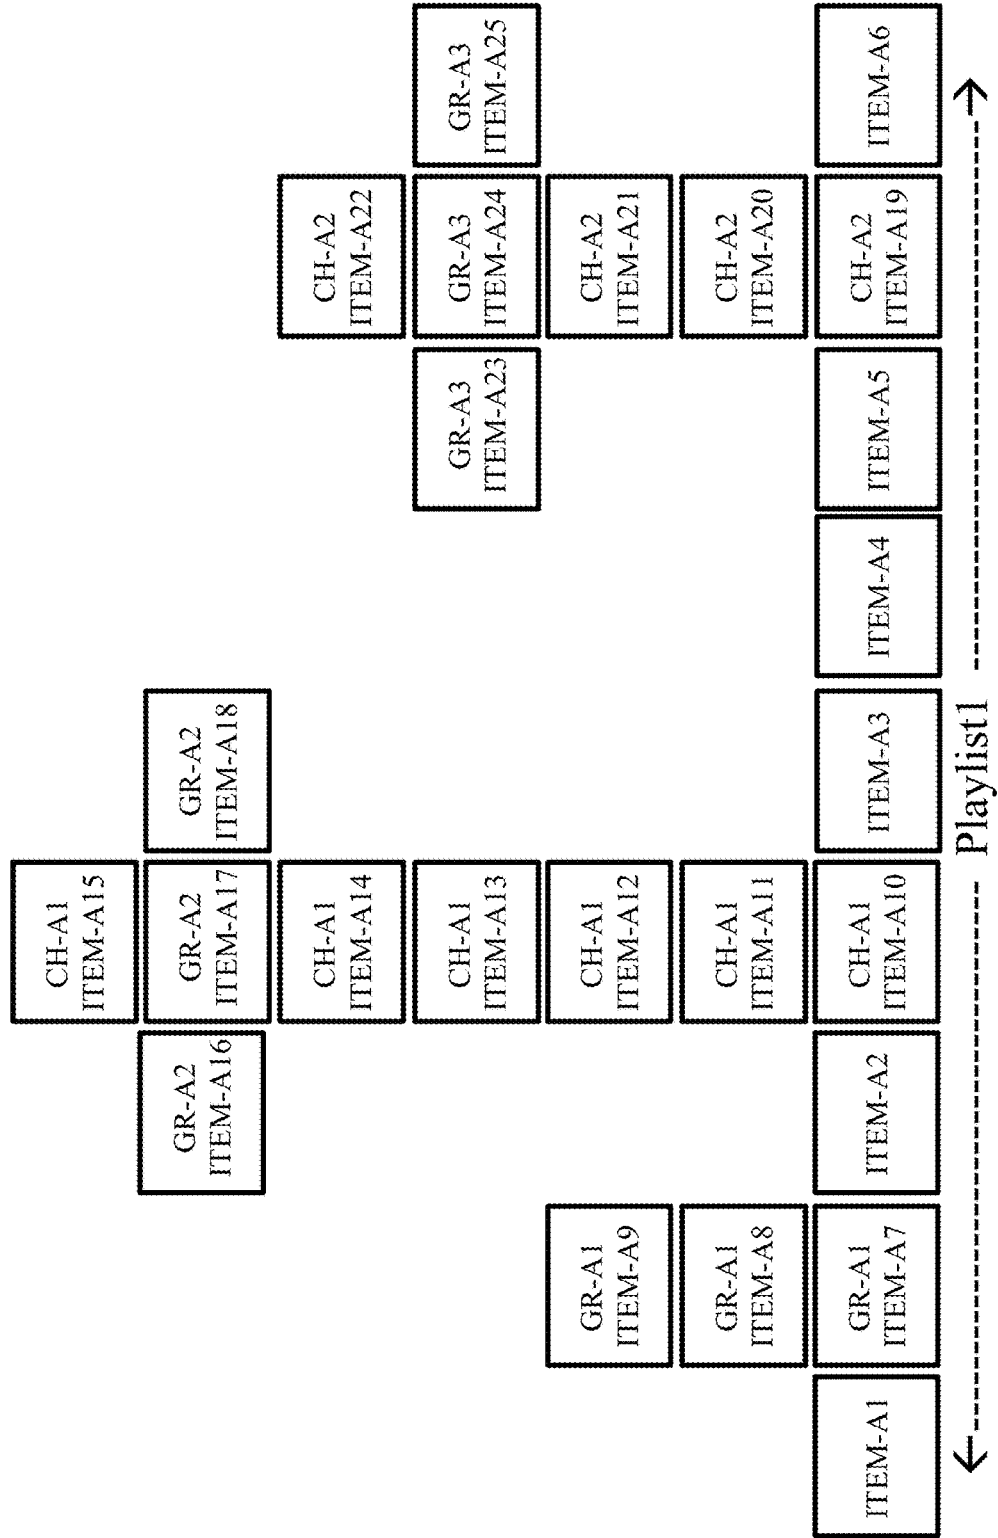 CH-A1
ITEM-A15
GR-A2
ITEM-A16
GR-A2
ITEM-A17
GR-A2
ITEM-A18
CH-A1
ITEM-A14
CH-A2
ITEM-A22
CH-A1
ITEM-A13
GR-A3
ITEM-A23
GR-A3
ITEM-A24
GR-A3
ITEM-A25
GR-A1
ITEM-A9
CH-A1
ITEM-A12
CH-A2
ITEM-A21
GR-A1
ITEM-A8
CH-A1
ITEM-A11
CH-A2
ITEM-A20
ITEM-A1
GR-A1
ITEM-A7
ITEM-A2
CH-A1
ITEM-A10
ITEM-A3
ITEM-A4
ITEM-A5
CH-A2
ITEM-A19
ITEM-A6
Playlist1